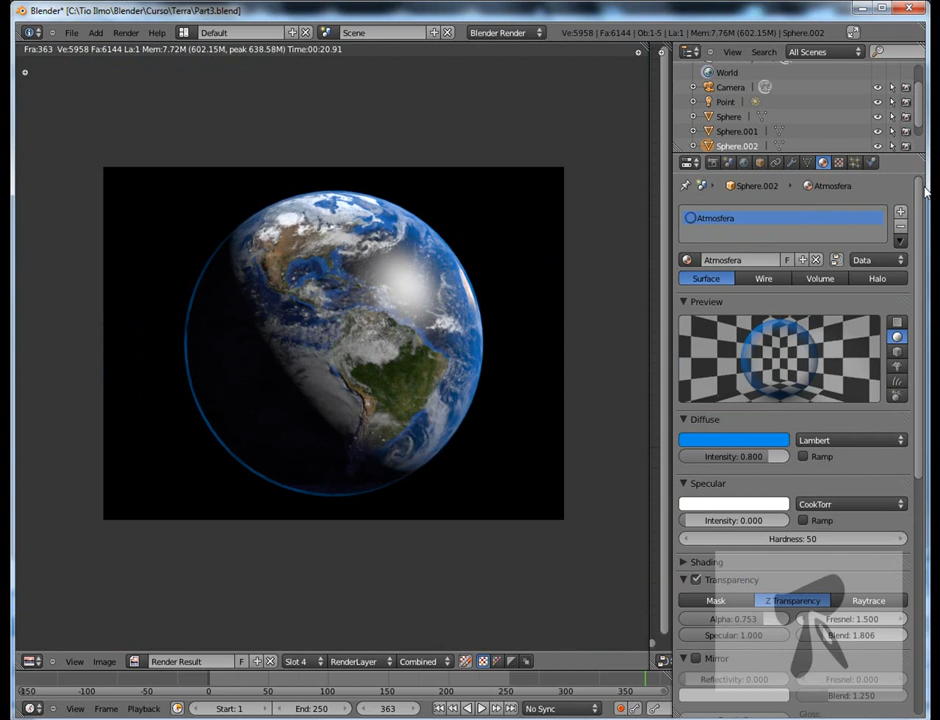 Blender* [C:\Tio Ilmo\Blender\Curso\Terra\Part3.blend]
File Add Render Help Default Scene Blender Render Ve:5958 | Fa:6144 | Ob:1-5 | La:1 | Mem:7.76M (602.15M) | Sphere.002
Fra:363 Ve:5958 Fa:6144 La:1 Mem:7.72M (602.15M, peak 638.58M) Time:00:20.91
View Search All Scenes
World
Camera
Point
Sphere
Sphere.001
Sphere.002
Sphere.002 Atmosfera
Atmosfera
Atmosfera F Data
Surface Wire Volume Halo
Preview
Diffuse
Lambert
Intensity: 0.800 Ramp
Specular
CookTorr
Intensity: 0.000 Ramp
Hardness: 50
Shading
Transparency
Mask Z Transparency Raytrace
Alpha: 0.753 Fresnel: 1.500
Specular: 1.000 Blend: 1.806
Mirror
Reflectivity: 0.000 Fresnel: 0.000
Blend: 1.250
Gloss:
View Image Render Result F Slot 4 RenderLayer Combined
-150 -100 -50 0 50 100 150 200 250 300 350
View Frame Playback Start: 1 End: 250 363 No Sync